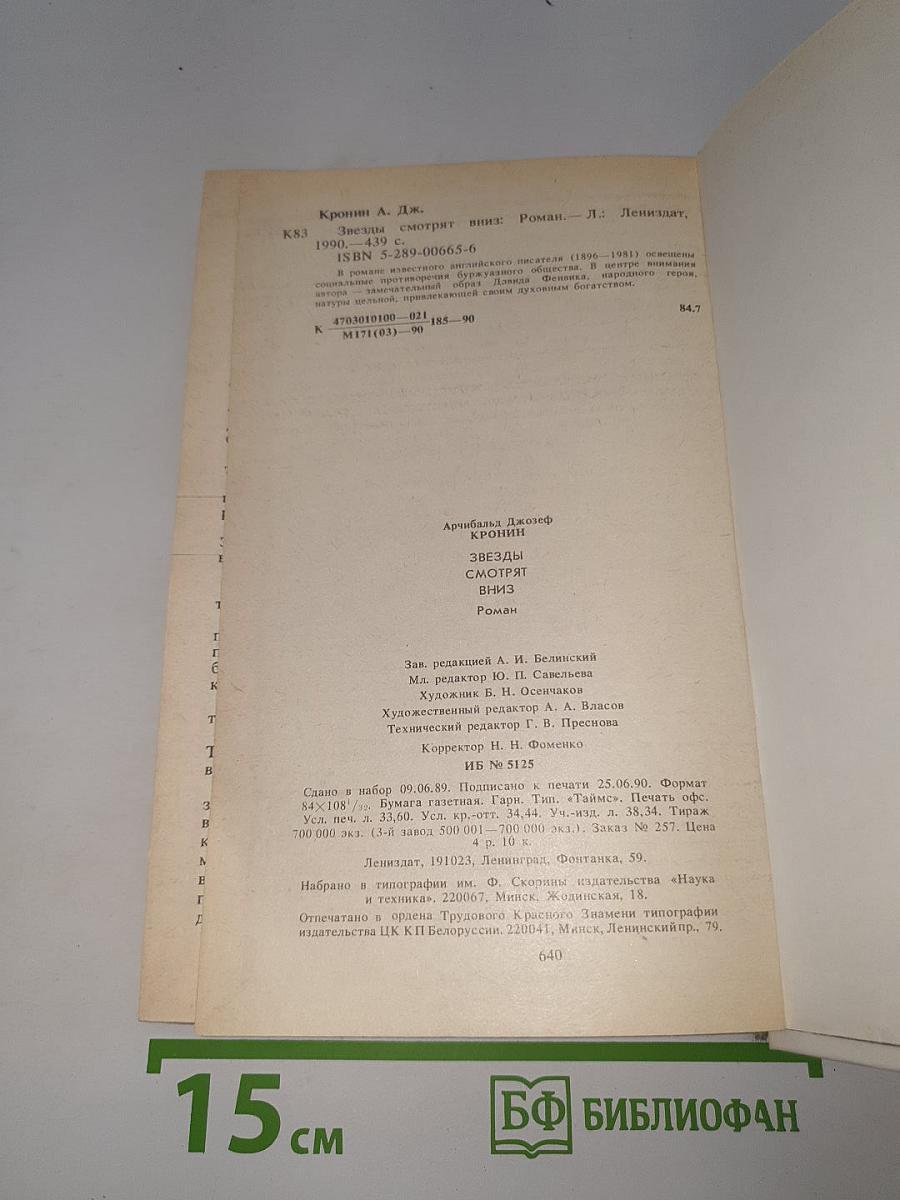 Кронин А. Дж.
К83 Звезды смотрят вниз: Роман.— Л.: Лениздат,
1990.—439 с.
ISBN 5-289-00665-6
В романе известного английского писателя (1896—1981) освещены
социальные противоречия буржуазного общества. В центре внимания
автора — замечательный образ Дэвида Фенвика, народного героя,
натуры цельной, привлекающей своим духовным богатством.
К 4703010100—021 185—90 84.7
М171(03)—90
Арчибальд Джозеф
КРОНИН
ЗВЕЗДЫ
СМОТРЯТ
ВНИЗ
Роман
Зав. редакцией А. И. Белинский
Мл. редактор Ю. П. Савельева
Художник Б. Н. Осенчаков
Художественный редактор А. А. Власов
Технический редактор Г. В. Преснова
Корректор Н. Н. Фоменко
ИБ № 5125
Сдано в набор 09.06.89. Подписано к печати 25.06.90. Формат
84×108¹/₃₂. Бумага газетная. Гарн. Тип. «Таймс». Печать офс.
Усл. печ. л. 33,60. Усл. кр.-отт. 34,44. Уч.-изд. л. 38,34. Тираж
700 000 экз. (3-й завод 500 001—700 000 экз.). Заказ № 257. Цена
4 р. 10 к.
Лениздат, 191023, Ленинград, Фонтанка, 59.
Набрано в типографии им. Ф. Скорины издательства «Наука
и техника». 220067, Минск, Жодинская, 18.
Отпечатано в ордена Трудового Красного Знамени типографии
издательства ЦК КП Белоруссии. 220041, Минск, Ленинский пр., 79.
640
15 см
БФ БИБЛИОФАН